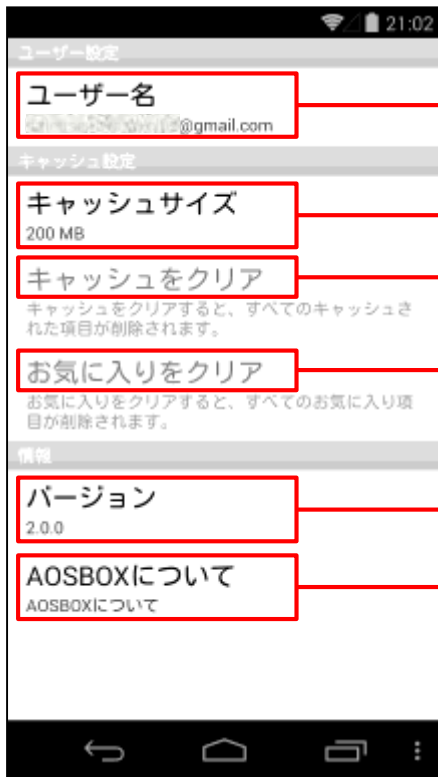 21:02
ユーザー設定
ユーザー名
@gmail.com
キャッシュ設定
キャッシュサイズ
200 MB
キャッシュをクリア
キャッシュをクリアすると、すべてのキャッシュさ
れた項目が削除されます。
お気に入りをクリア
お気に入りをクリアすると、すべてのお気に入り項
目が削除されます。
情報
バージョン
2.0.0
AOSBOXについて
AOSBOXについて